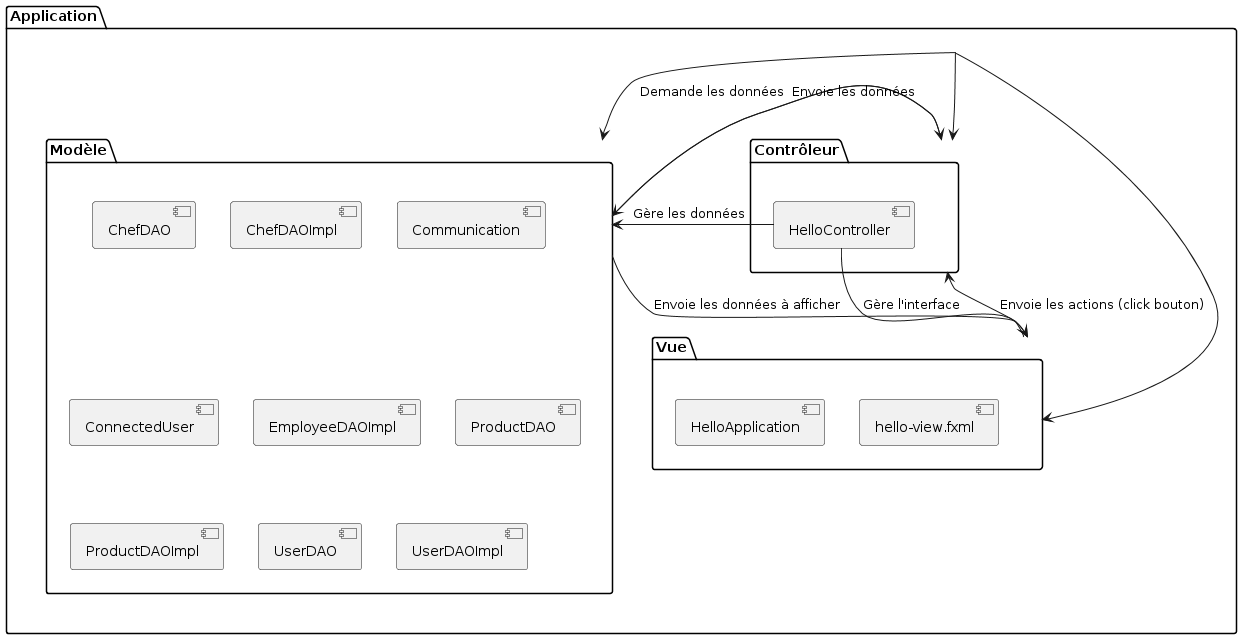 Application
Demande les données
Envoie les données
Modèle
Contrôleur
ChefDAO
ChefDAOImpl
Communication
Gère les données
HelloController
Envoie les données à afficher
Gère l'interface
Envoie les actions (click bouton)
Vue
ConnectedUser
EmployeeDAOImpl
ProductDAO
HelloApplication
hello-view.fxml
ProductDAOImpl
UserDAO
UserDAOImpl